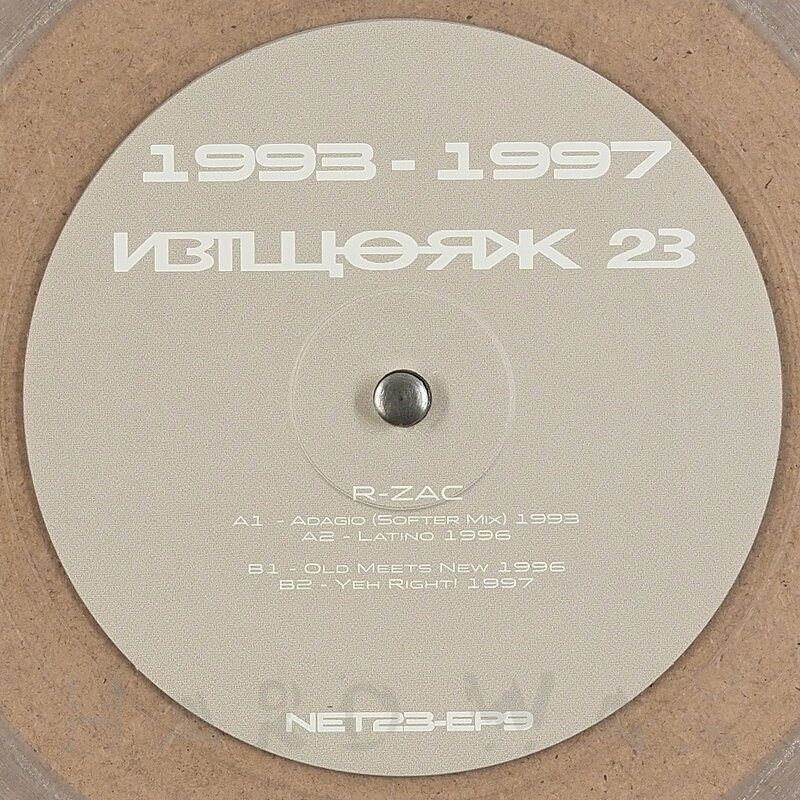 1993 - 1997
ИВТЩОЯЖ 23
R-ZAC
A1 - ADAGIO (SOFTER MIX) 1993
A2 - LATINO 1996
B1 - OLD MEETS NEW 1996
B2 - YEH RIGHT! 1997
NET23-EP9